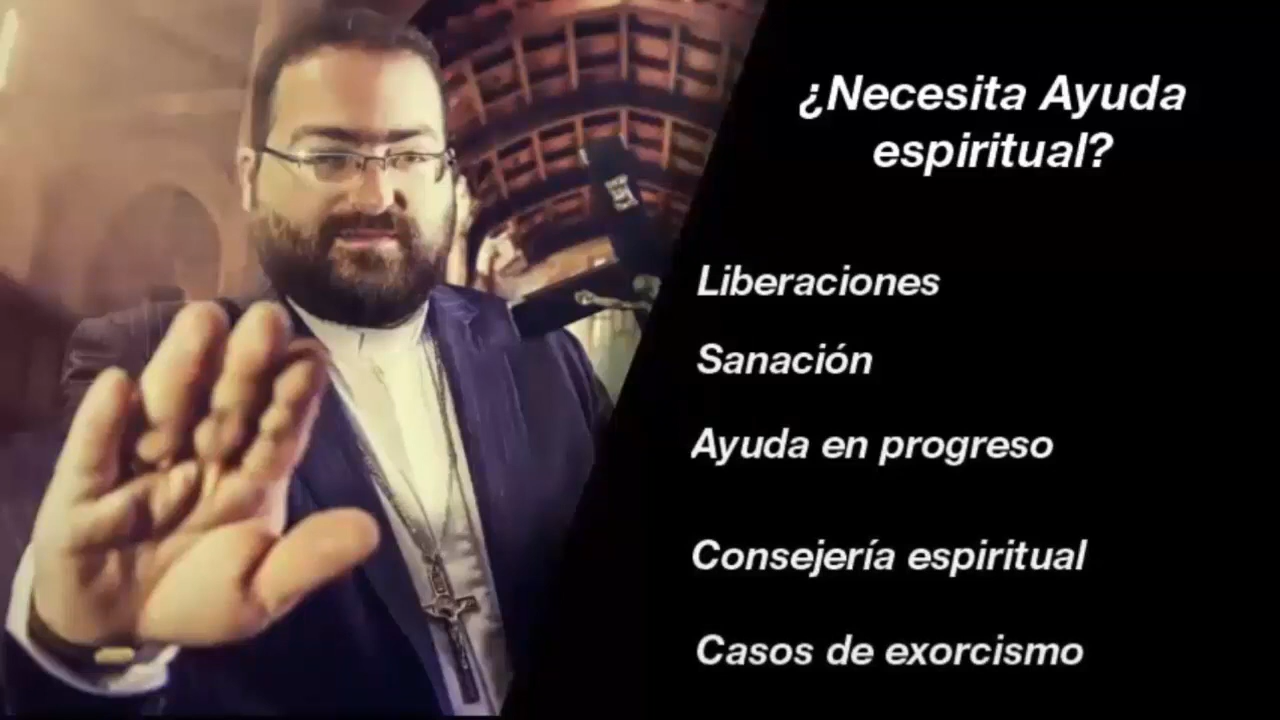 ¿Necesita Ayuda
espiritual?
Liberaciones
Sanación
Ayuda en progreso
Consejería espiritual
Casos de exorcismo